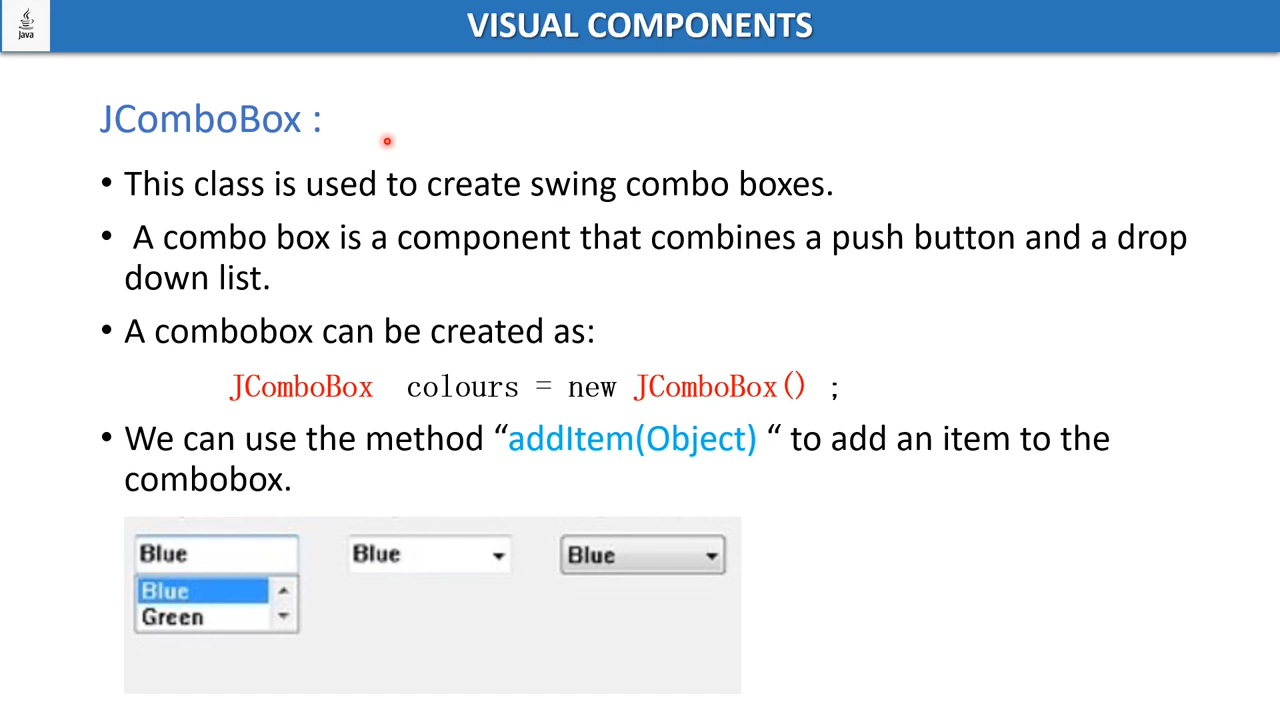 Java
VISUAL COMPONENTS
JComboBox :
• This class is used to create swing combo boxes.
• A combo box is a component that combines a push button and a drop
down list.
• A combobox can be created as:
JComboBox colours = new JComboBox() ;
• We can use the method “addItem(Object) “ to add an item to the
combobox.
Blue
Blue
Blue
Blue
Green